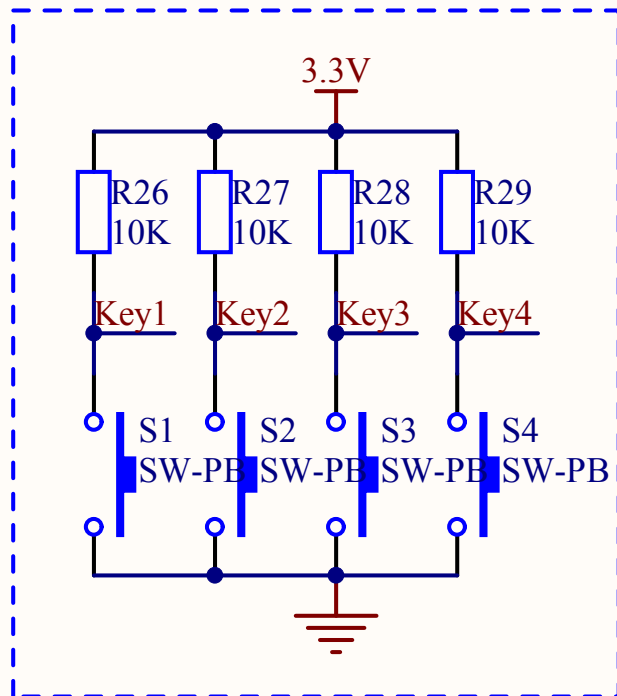 3.3V
R26 R27 R28 R29
10K 10K 10K 10K
Key1 Key2 Key3 Key4
S1 S2 S3 S4
SW-PB SW-PB SW-PB SW-PB